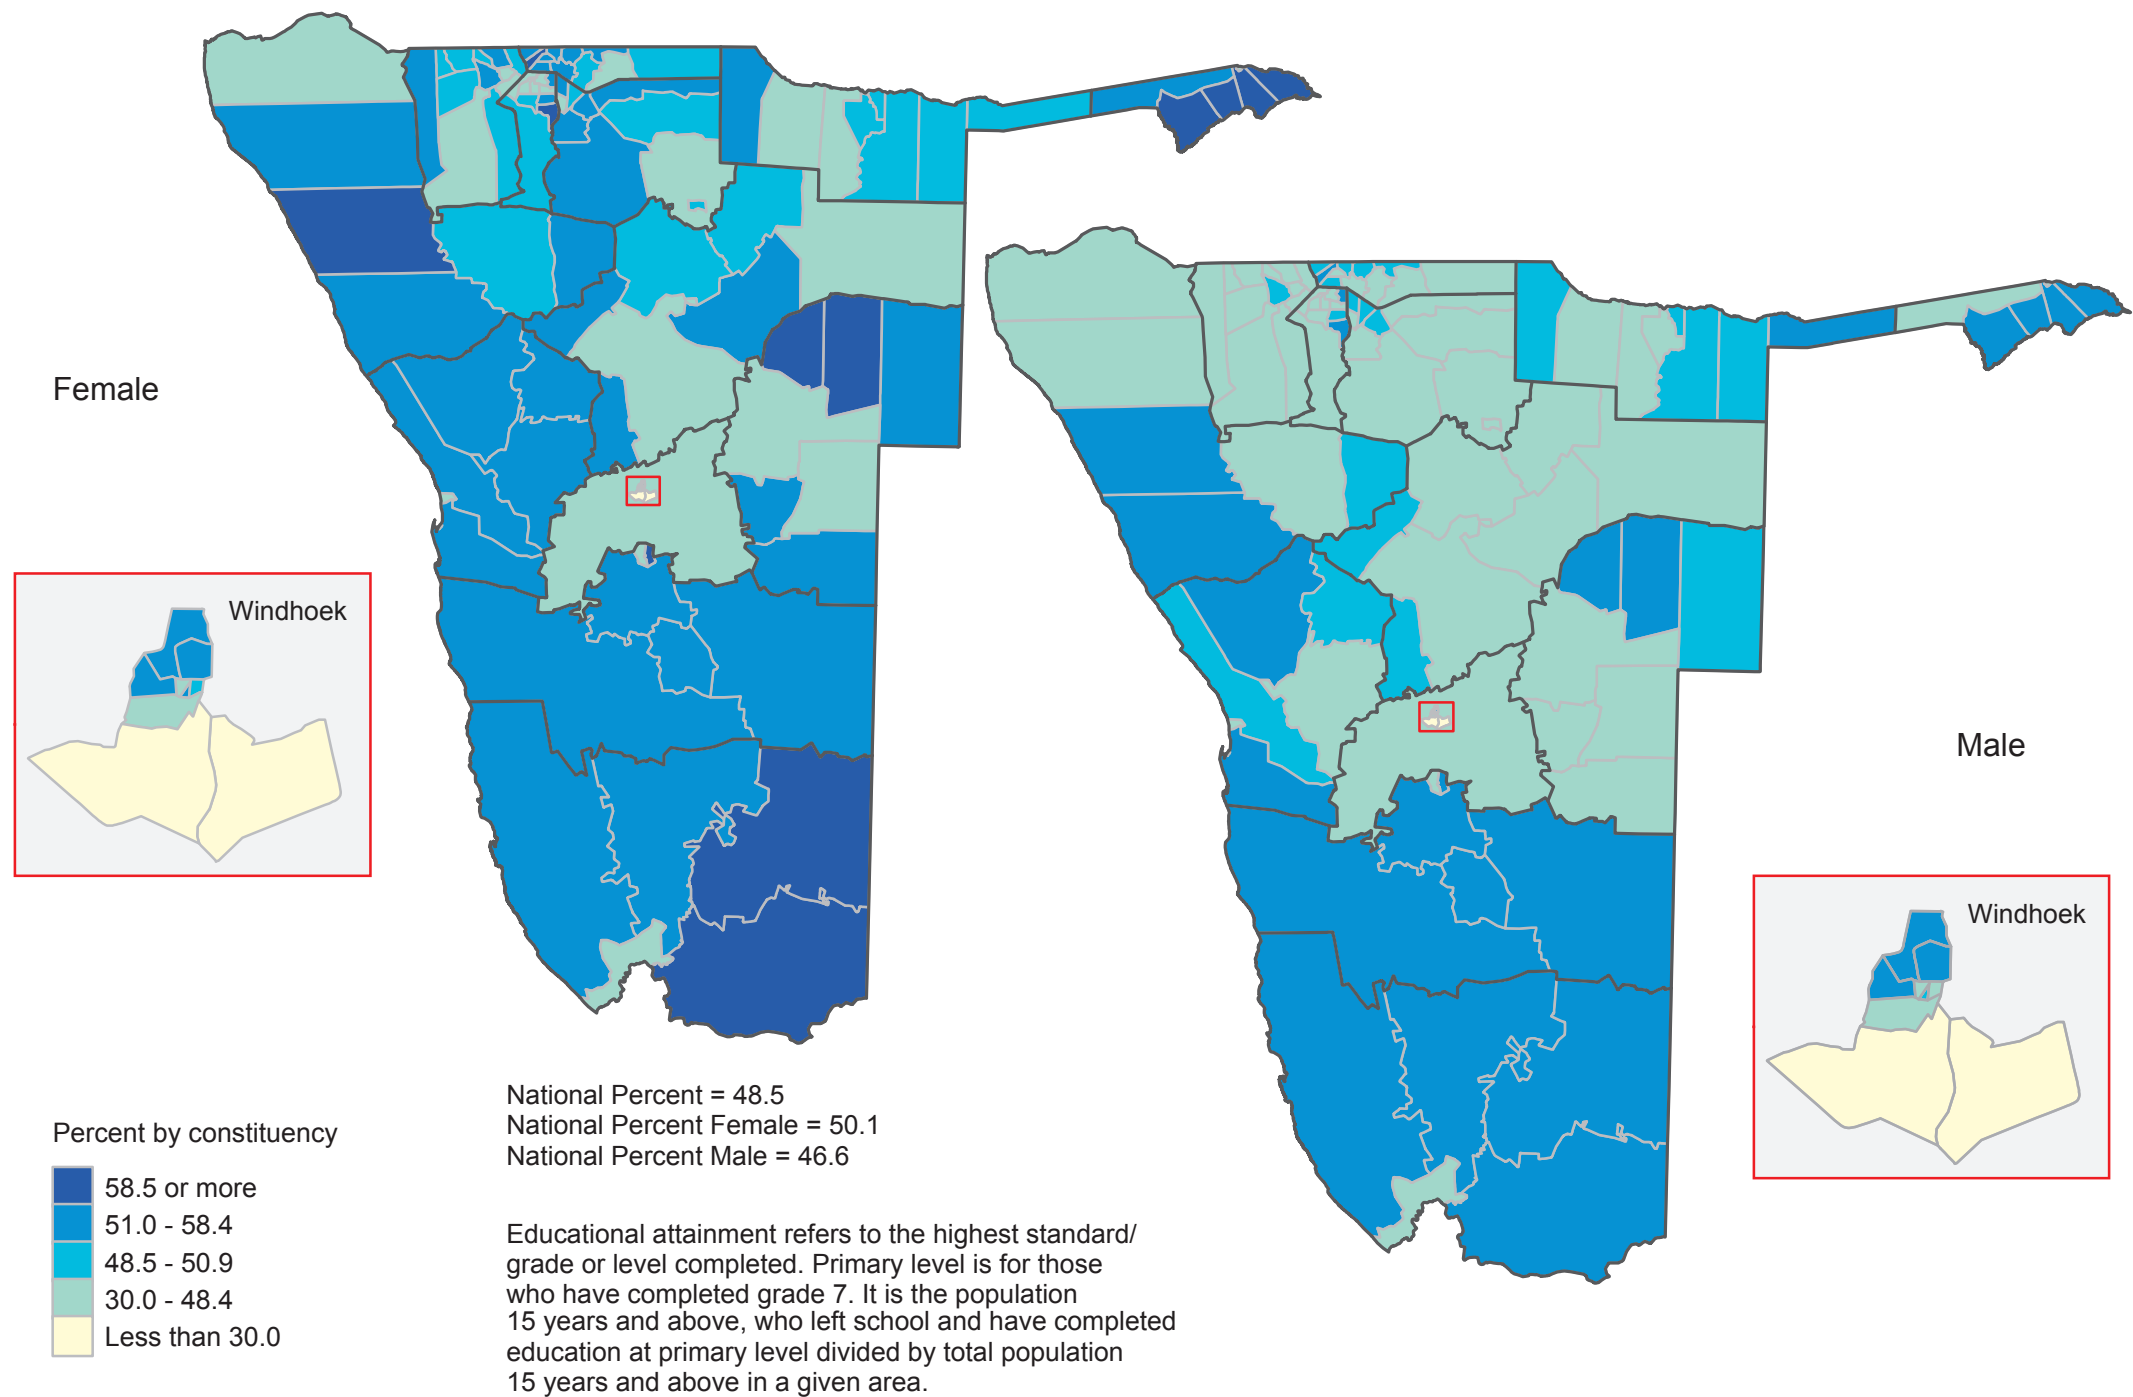 Female
Windhoek
Male
Windhoek
National Percent = 48.5
National Percent Female = 50.1
National Percent Male = 46.6
Percent by constituency
58.5 or more
51.0 - 58.4
48.5 - 50.9
30.0 - 48.4
Less than 30.0
Educational attainment refers to the highest standard/
grade or level completed. Primary level is for those
who have completed grade 7. It is the population
15 years and above, who left school and have completed
education at primary level divided by total population
15 years and above in a given area.